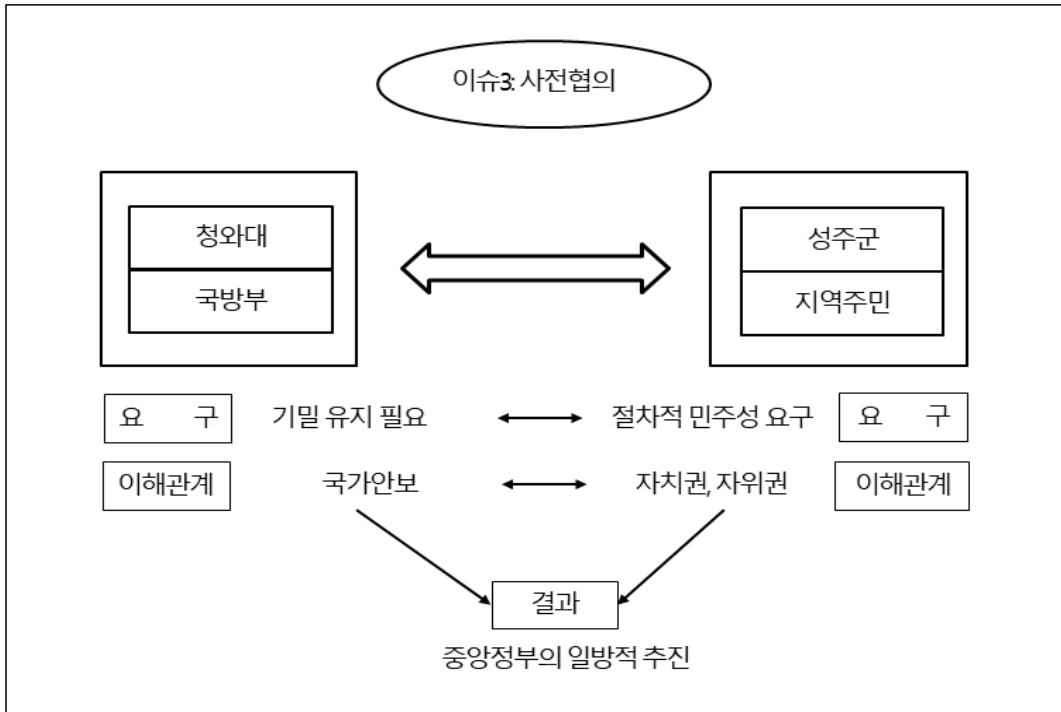 이슈3: 사전협의
청와대
국방부
성주군
지역주민
요 구 기밀 유지 필요 절차적 민주성 요구 요 구
이해관계 국가안보 자치권, 자위권 이해관계
결과
중앙정부의 일방적 추진